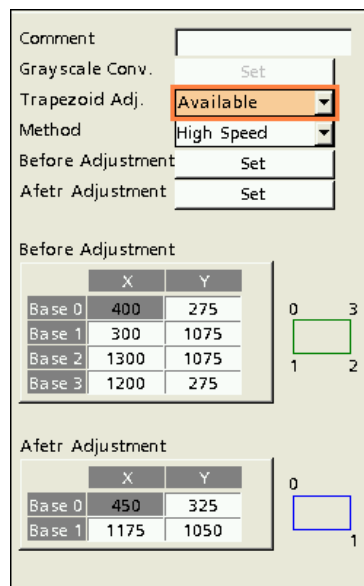 Comment
Grayscale Conv. Set
Trapezoid Adj. Available
Method High Speed
Before Adjustment Set
Afetr Adjustment Set
Before Adjustment
X Y
Base 0 400 275 0 3
Base 1 300 1075
Base 2 1300 1075 1 2
Base 3 1200 275
Afetr Adjustment
X Y 0
Base 0 450 325
Base 1 1175 1050 1